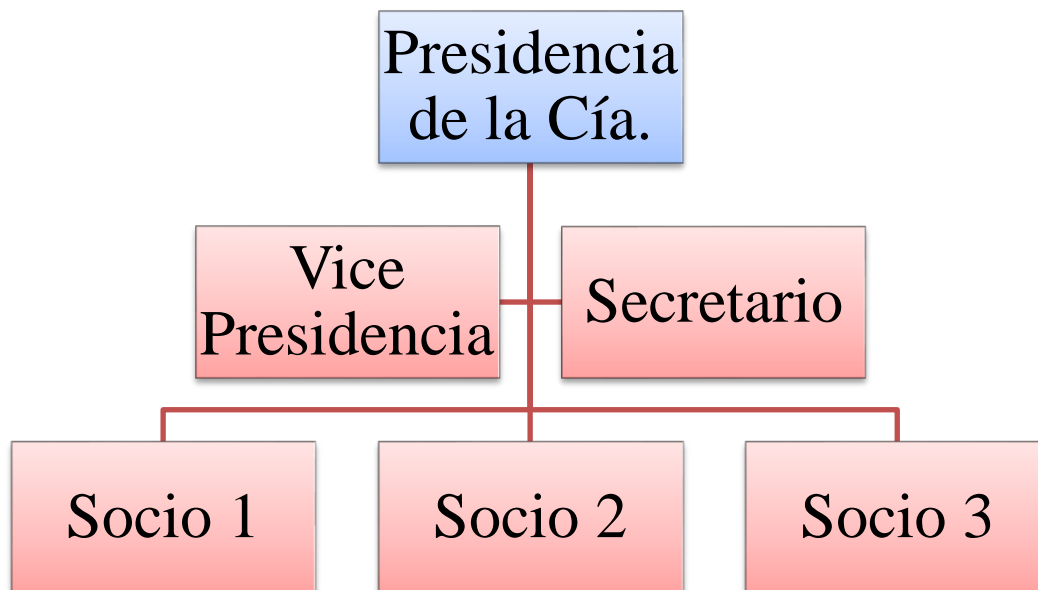 Presidencia
de la Cía.
Vice
Presidencia
Secretario
Socio 1
Socio 2
Socio 3